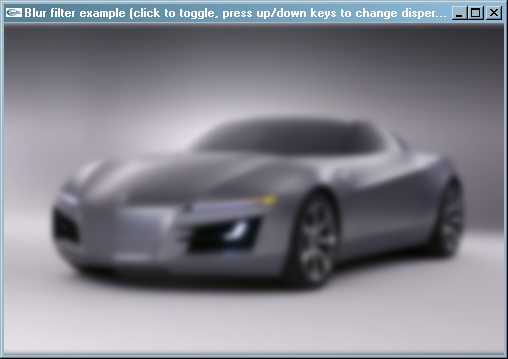 Blur filter example (click to toggle, press up/down keys to change disper...